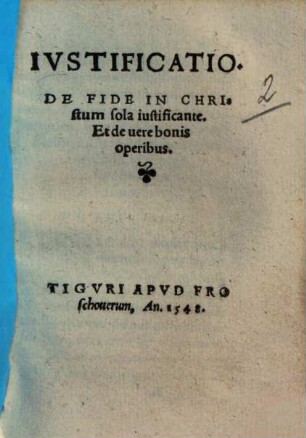 IVSTIFICATIO.
2
DE FIDE IN CHRI⸗
stum sola iustificante.
Et de uere bonis
operibus.
TIGVRI APVD FRO
schouerum, An. 1548.